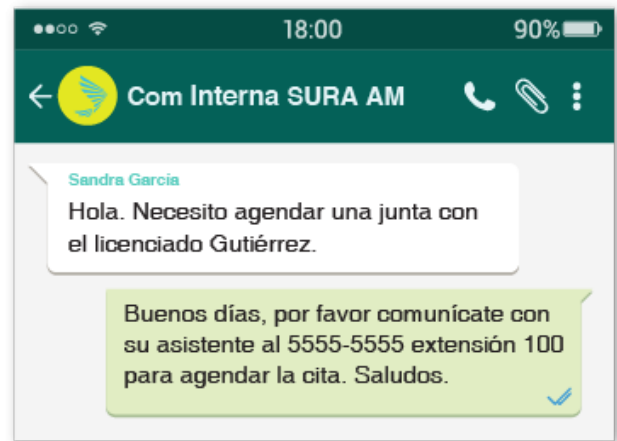 18:00 90%
Com Interna SURA AM
Sandra García
Hola. Necesito agendar una junta con
el licenciado Gutiérrez.
Buenos días, por favor comunícate con
su asistente al 5555-5555 extensión 100
para agendar la cita. Saludos.